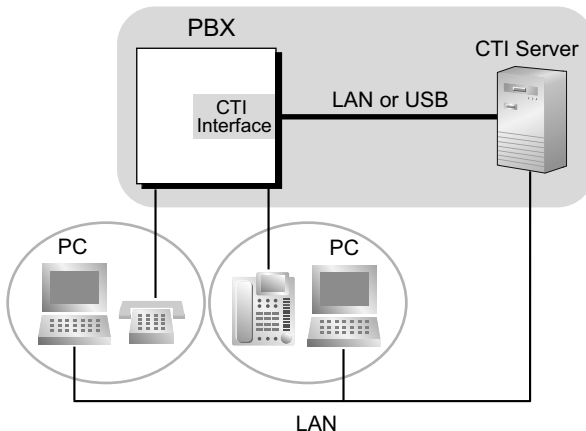 PBX
CTI Server
CTI
Interface
LAN or USB
PC
PC
LAN